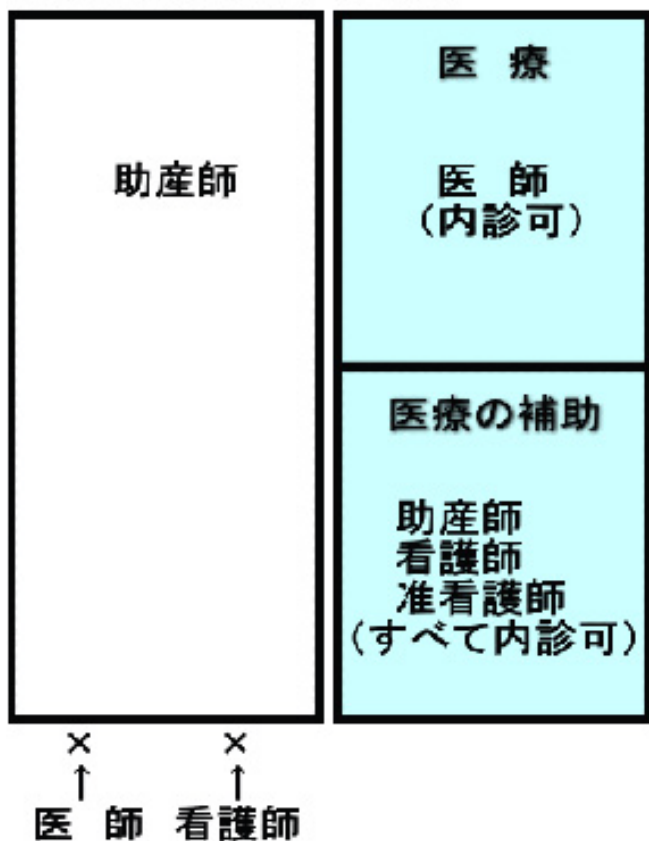 助産師
医 療
医 師
（内診可）
医療の補助
助産師
看護師
准看護師
（すべて内診可）
× ×
↑ ↑
医 師 看護師